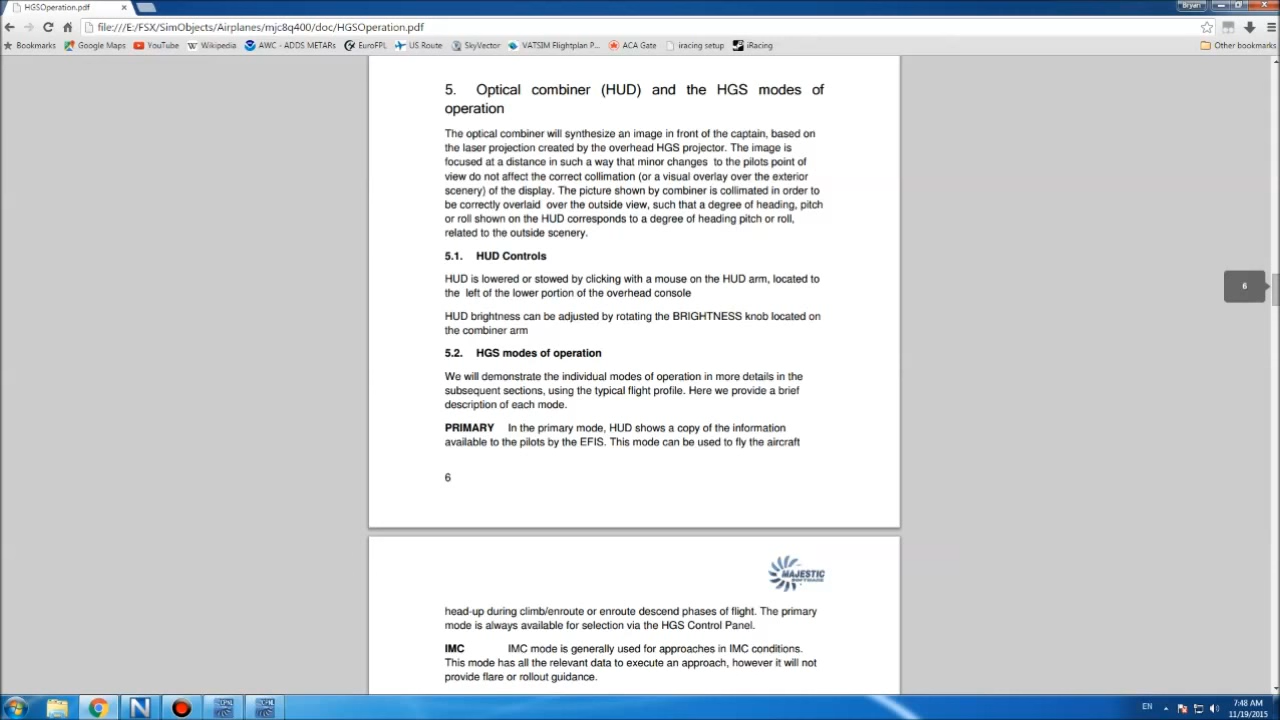 HGSOperation.pdf
Bryan
file:///E:/FSX/SimObjects/Airplanes/mjc8q400/doc/HGSOperation.pdf
Bookmarks Google Maps YouTube Wikipedia AWC - ADDS METARs EuroFPL US Route SkyVector VATSIM Flightplan P... ACA Gate iracing setup iRacing Other bookmarks
5. Optical combiner (HUD) and the HGS modes of
operation
The optical combiner will synthesize an image in front of the captain, based on
the laser projection created by the overhead HGS projector. The image is
focused at a distance in such a way that minor changes to the pilots point of
view do not affect the correct collimation (or a visual overlay over the exterior
scenery) of the display. The picture shown by combiner is collimated in order to
be correctly overlaid over the outside view, such that a degree of heading, pitch
or roll shown on the HUD corresponds to a degree of heading pitch or roll,
related to the outside scenery.
5.1. HUD Controls
HUD is lowered or stowed by clicking with a mouse on the HUD arm, located to
the left of the lower portion of the overhead console
6
HUD brightness can be adjusted by rotating the BRIGHTNESS knob located on
the combiner arm
5.2. HGS modes of operation
We will demonstrate the individual modes of operation in more details in the
subsequent sections, using the typical flight profile. Here we provide a brief
description of each mode.
PRIMARY In the primary mode, HUD shows a copy of the information
available to the pilots by the EFIS. This mode can be used to fly the aircraft
6
MAJESTIC
SOFTWARE
head-up during climb/enroute or enroute descend phases of flight. The primary
mode is always available for selection via the HGS Control Panel.
IMC IMC mode is generally used for approaches in IMC conditions.
This mode has all the relevant data to execute an approach, however it will not
provide flare or rollout guidance.
EN
7:48 AM
11/19/2015